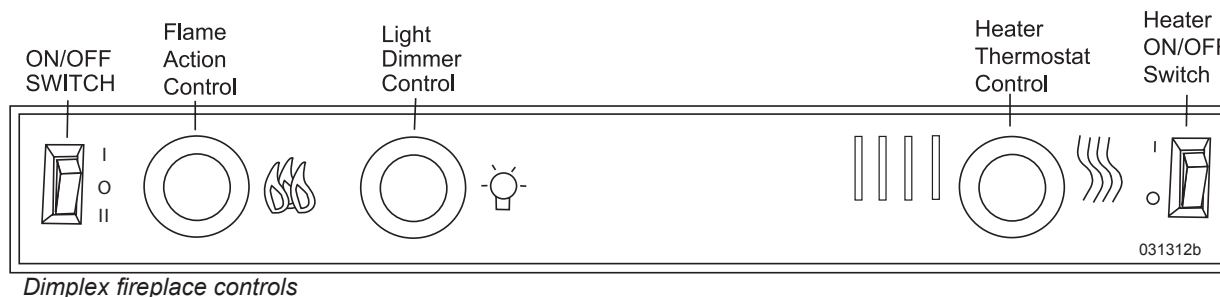 ON/OFF
SWITCH
Flame
Action
Control
Light
Dimmer
Control
Heater
Thermostat
Control
Heater
ON/OFF
Switch
I
O
II
I
O
031312b
Dimplex fireplace controls